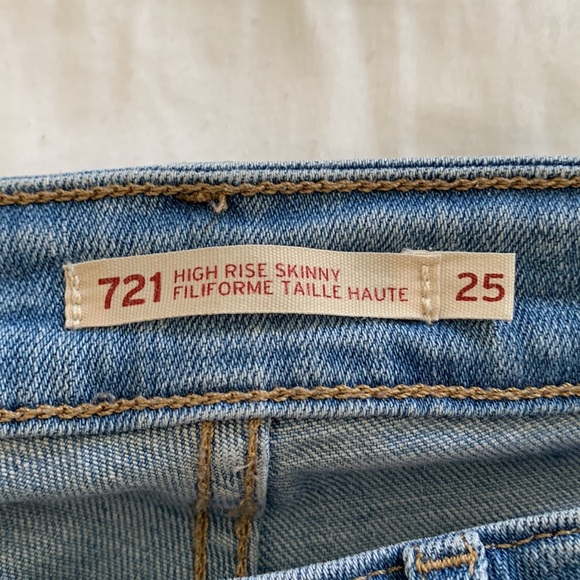 721 HIGH RISE SKINNY
FILIFORME TAILLE HAUTE
25